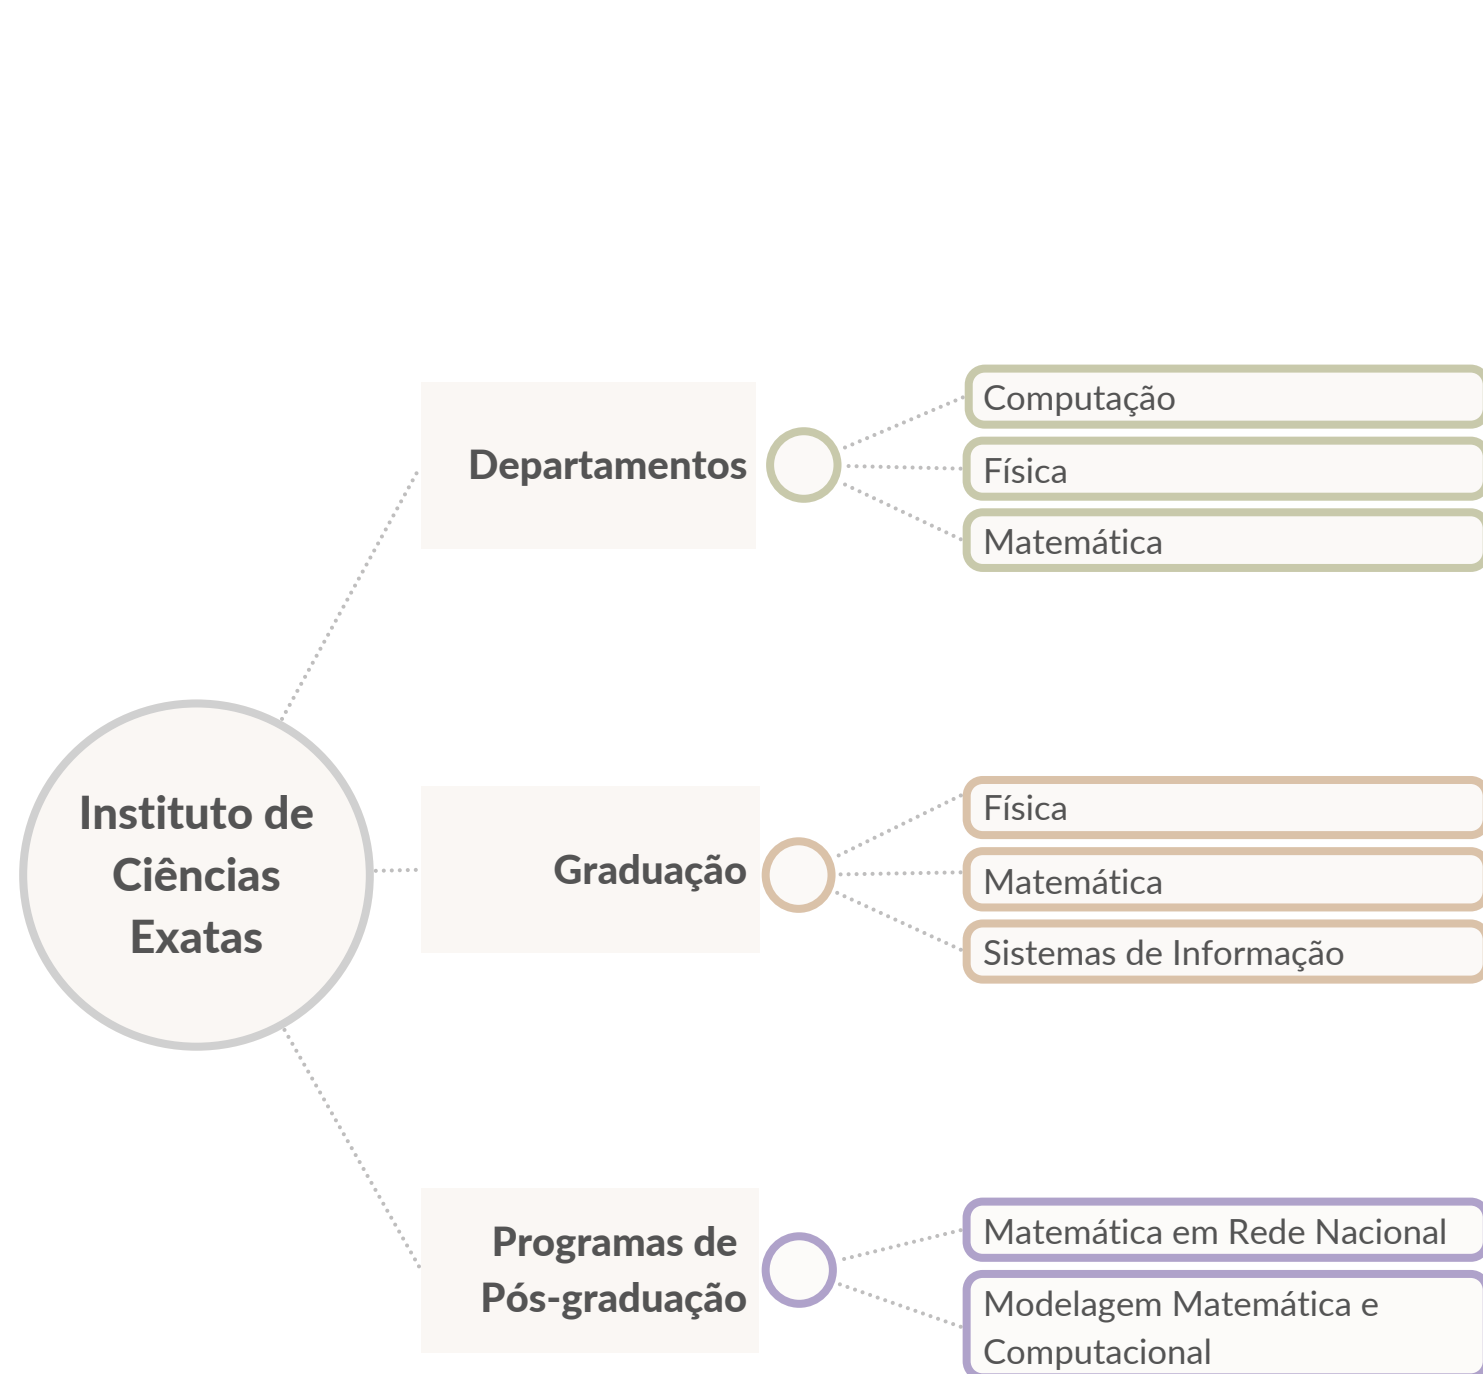 Instituto de
Ciências
Exatas
Departamentos
Computação
Física
Matemática
Graduação
Física
Matemática
Sistemas de Informação
Programas de
Pós-graduação
Matemática em Rede Nacional
Modelagem Matemática e
Computacional